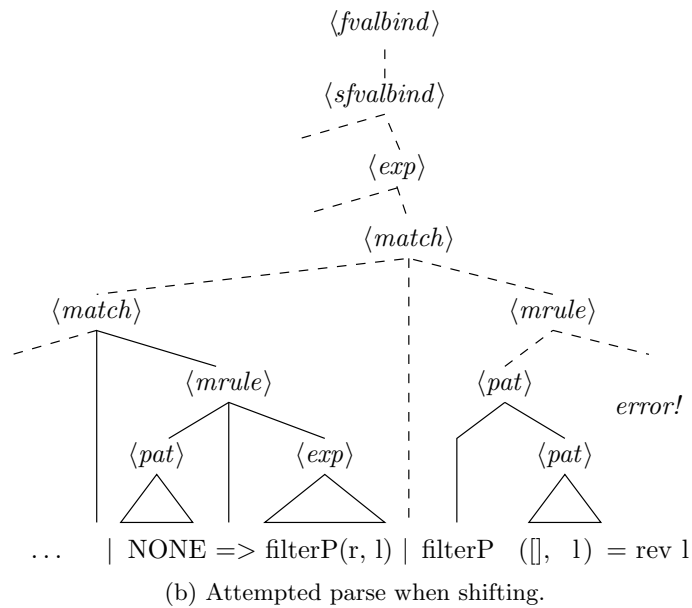 ⟨fvalbind⟩
⟨sfvalbind⟩
⟨exp⟩
⟨match⟩
⟨match⟩ ⟨mrule⟩
⟨mrule⟩ ⟨pat⟩
error!
⟨pat⟩ ⟨exp⟩ ⟨pat⟩
... | NONE => filterP(r, l) | filterP ([], l) = rev l
(b) Attempted parse when shifting.